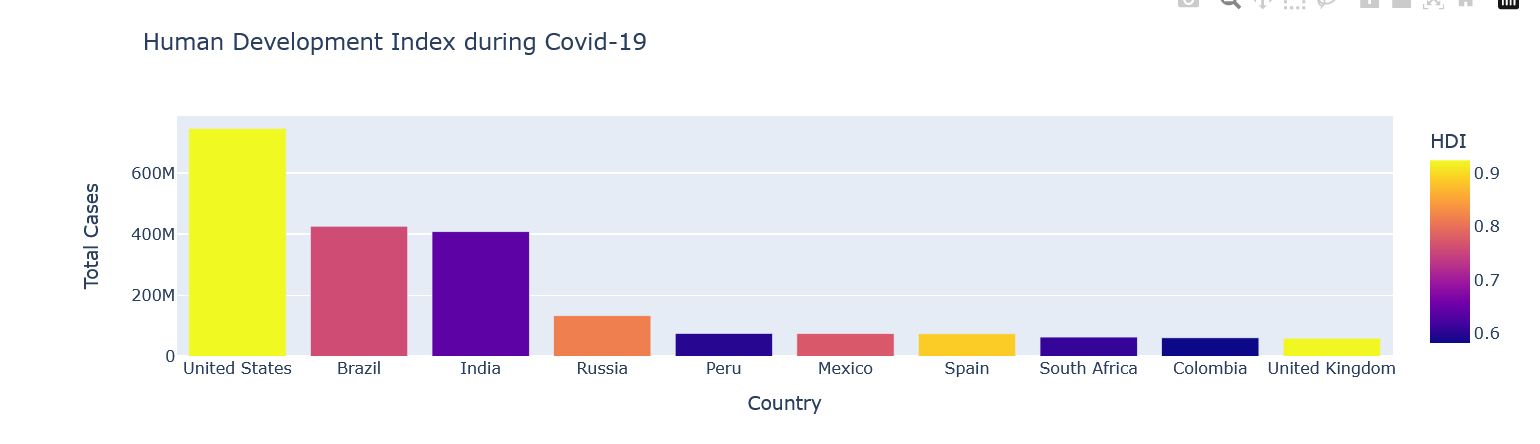 Human Development Index during Covid-19
HDI
Total Cases
600M
400M
200M
0
0.9
0.8
0.7
0.6
United States Brazil India Russia Peru Mexico Spain South Africa Colombia United Kingdom
Country